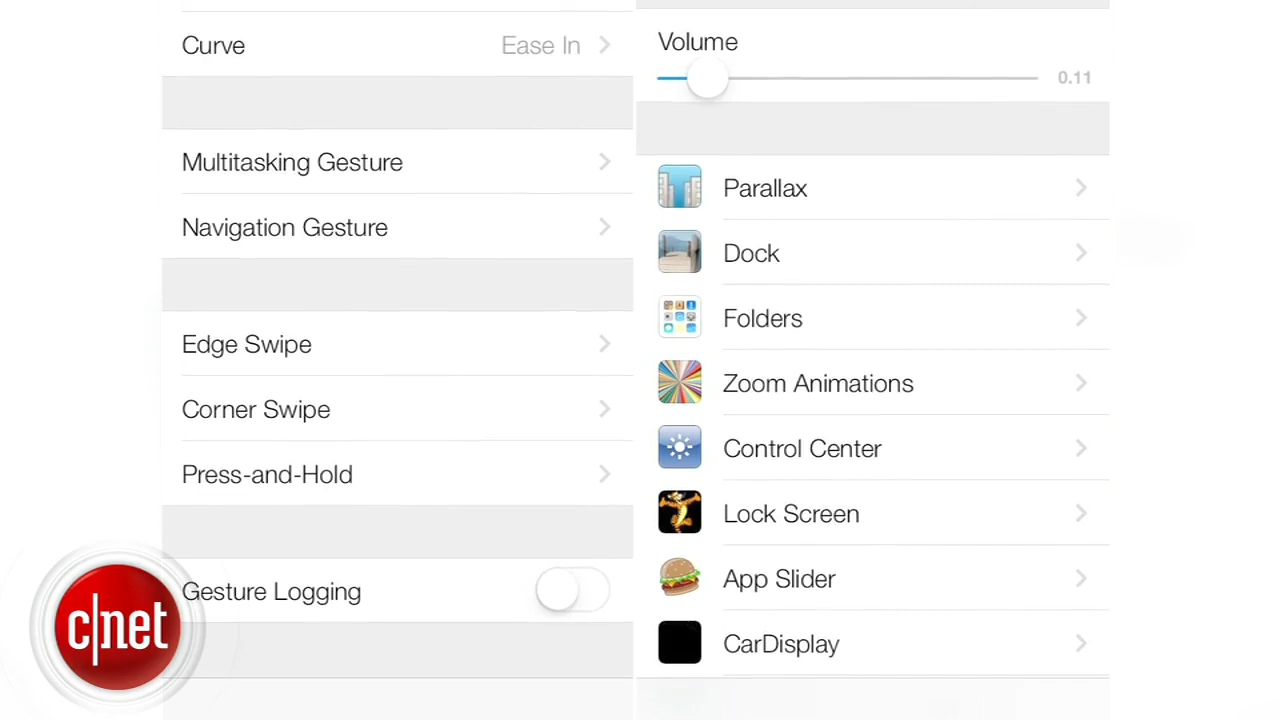 Curve
Ease In
Multitasking Gesture
Navigation Gesture
Edge Swipe
Corner Swipe
Press-and-Hold
Gesture Logging
Volume
0.11
Parallax
Dock
Folders
Zoom Animations
Control Center
Lock Screen
App Slider
CarDisplay
c|net